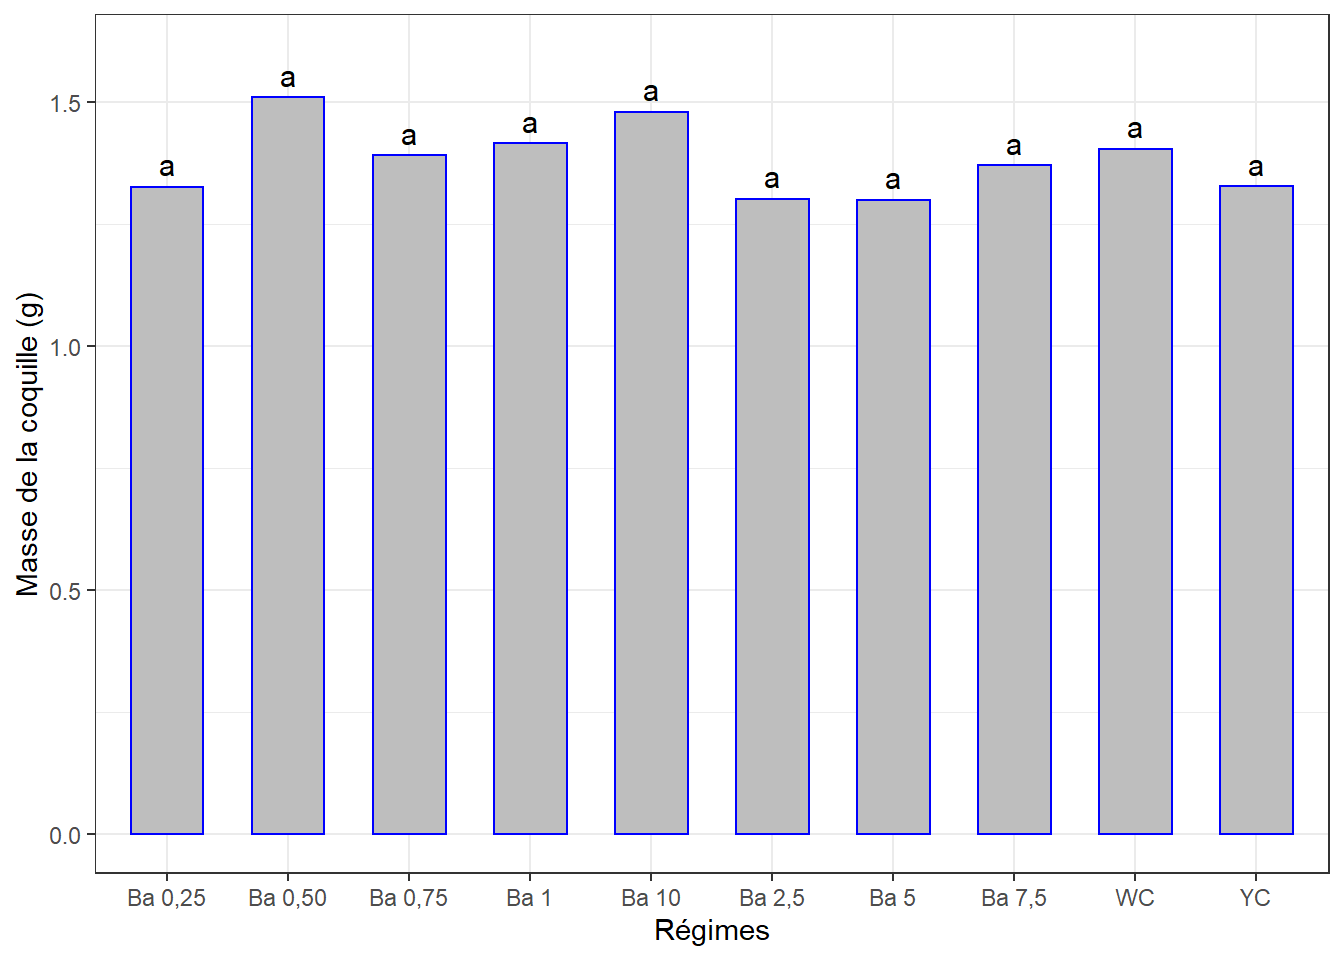 Masse de la coquille (g)
1.5
1.0
0.5
0.0
a a a a a a a a a a
Ba 0,25 Ba 0,50 Ba 0,75 Ba 1 Ba 10 Ba 2,5 Ba 5 Ba 7,5 WC YC
Régimes